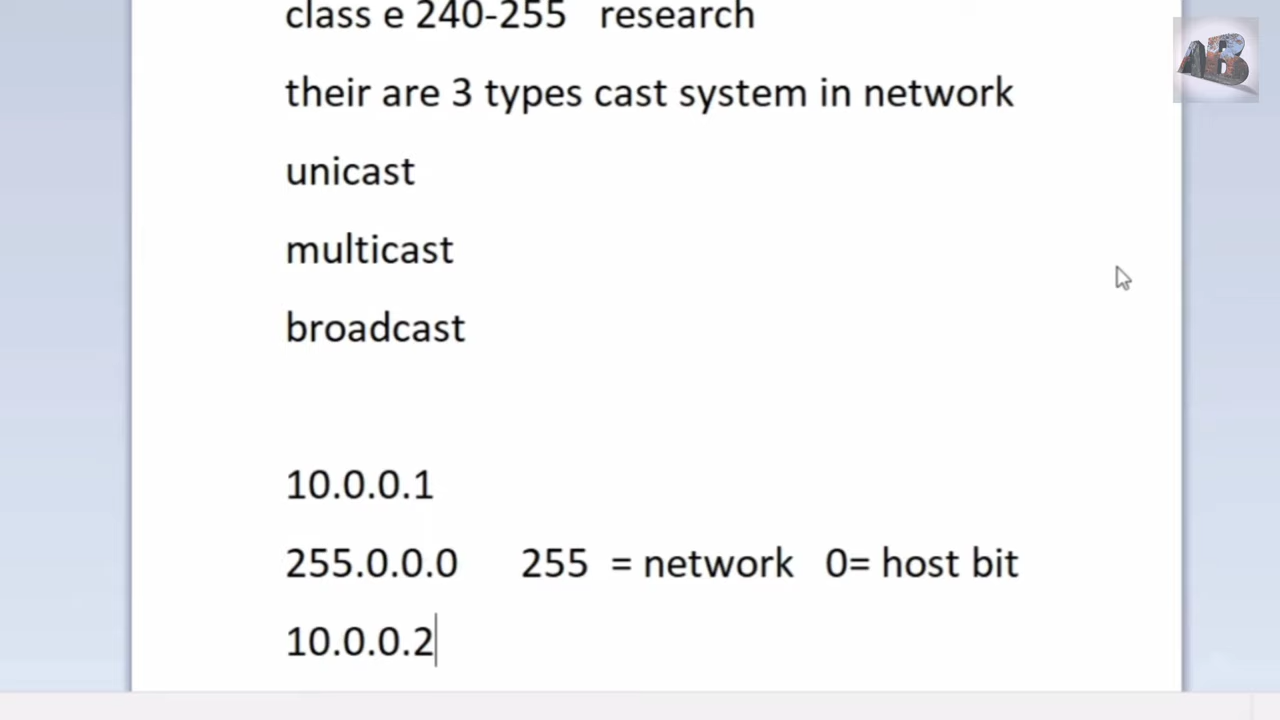 class e 240-255 research
their are 3 types cast system in network
unicast
multicast
broadcast
10.0.0.1
255.0.0.0 255 = network 0= host bit
10.0.0.2
AB